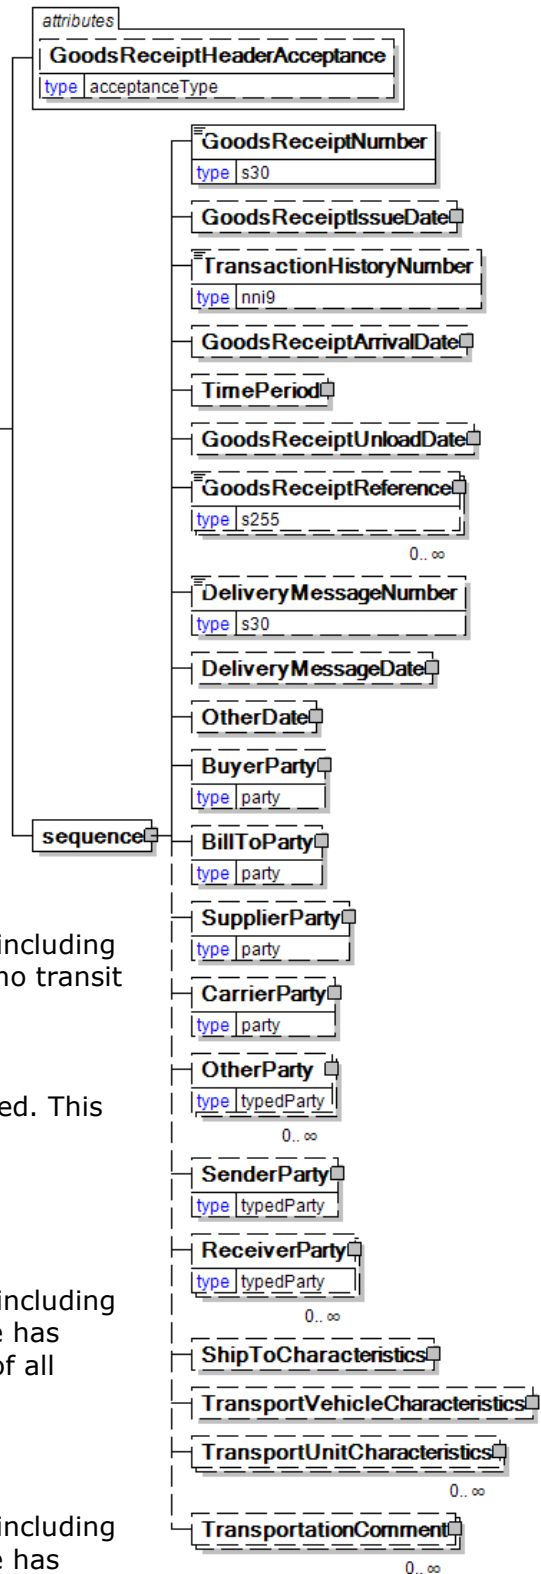 attributes
GoodsReceiptHeaderAcceptance
type acceptanceType
GoodsReceiptNumber
type s30
GoodsReceiptIssueDate
TransactionHistoryNumber
type nni9
GoodsReceiptArrivalDate
TimePeriod
GoodsReceiptUnloadDate
GoodsReceiptReference
type s255
0.. ∞
DeliveryMessageNumber
type s30
DeliveryMessageDate
OtherDate
BuyerParty
type party
sequence
BillToParty
type party
SupplierParty
type party
including
no transit
CarrierParty
type party
OtherParty
type typedParty
ed. This
0.. ∞
SenderParty
type typedParty
ReceiverParty
type typedParty
including
0.. ∞
e has
ShipToCharacteristics
of all
TransportVehicleCharacteristics
TransportUnitCharacteristics
0.. ∞
including
TransportationComment
e has
0.. ∞